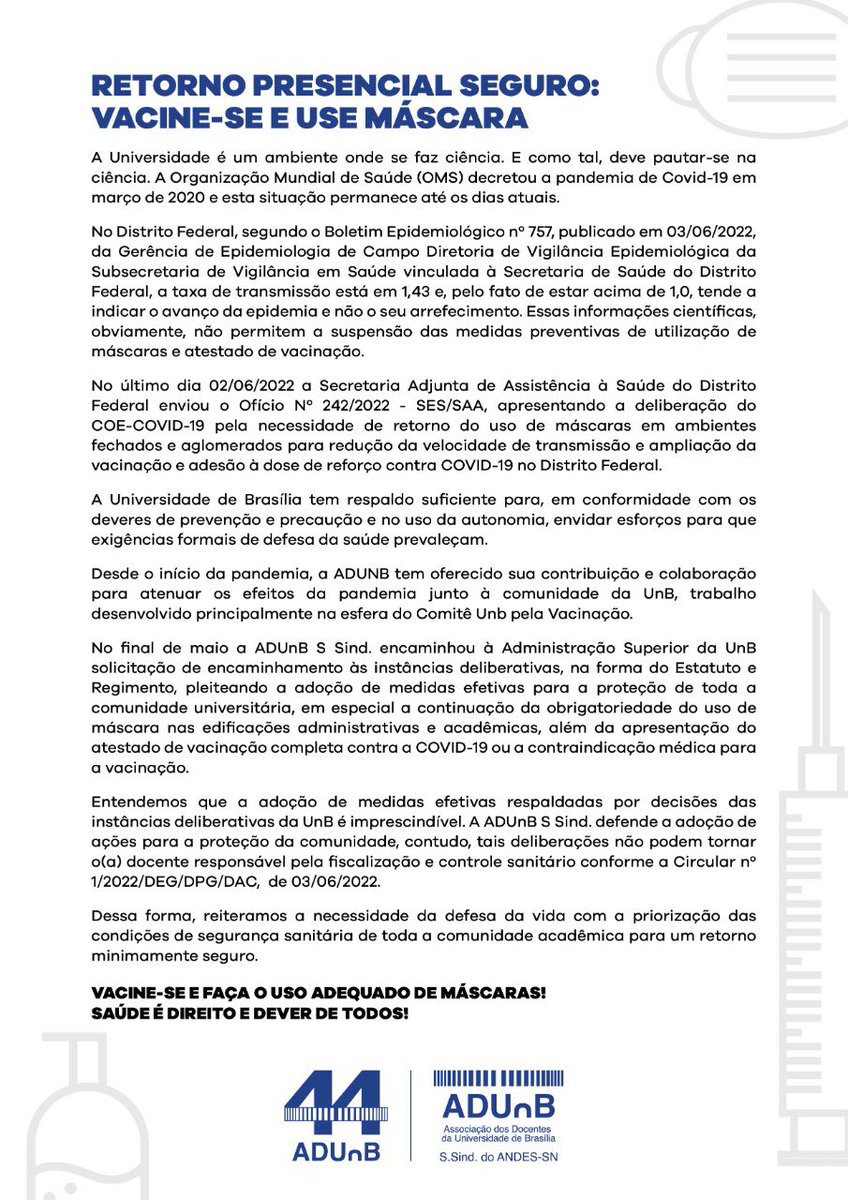 RETORNO PRESENCIAL SEGURO:
VACINE-SE E USE MÁSCARA
A Universidade é um ambiente onde se faz ciência. E como tal, deve pautar-se na
ciência. A Organização Mundial de Saúde (OMS) decretou a pandemia de Covid-19 em
março de 2020 e esta situação permanece até os dias atuais.
No Distrito Federal, segundo o Boletim Epidemiológico nº 757, publicado em 03/06/2022,
da Gerência de Epidemiologia de Campo Diretoria de Vigilância Epidemiológica da
Subsecretaria de Vigilância em Saúde vinculada à Secretaria de Saúde do Distrito
Federal, a taxa de transmissão está em 1,43 e, pelo fato de estar acima de 1,0, tende a
indicar o avanço da epidemia e não o seu arrefecimento. Essas informações científicas,
obviamente, não permitem a suspensão das medidas preventivas de utilização de
máscaras e atestado de vacinação.
No último dia 02/06/2022 a Secretaria Adjunta de Assistência à Saúde do Distrito
Federal enviou o Ofício Nº 242/2022 - SES/SAA, apresentando a deliberação do
COE-COVID-19 pela necessidade de retorno do uso de máscaras em ambientes
fechados e aglomerados para redução da velocidade de transmissão e ampliação da
vacinação e adesão à dose de reforço contra COVID-19 no Distrito Federal.
A Universidade de Brasília tem respaldo suficiente para, em conformidade com os
deveres de prevenção e precaução e no uso da autonomia, envidar esforços para que
exigências formais de defesa da saúde prevaleçam.
Desde o início da pandemia, a ADUNB tem oferecido sua contribuição e colaboração
para atenuar os efeitos da pandemia junto à comunidade da UnB, trabalho
desenvolvido principalmente na esfera do Comitê Unb pela Vacinação.
No final de maio a ADUnB S Sind. encaminhou à Administração Superior da UnB
solicitação de encaminhamento às instâncias deliberativas, na forma do Estatuto e
Regimento, pleiteando a adoção de medidas efetivas para a proteção de toda a
comunidade universitária, em especial a continuação da obrigatoriedade do uso de
máscara nas edificações administrativas e acadêmicas, além da apresentação do
atestado de vacinação completa contra a COVID-19 ou a contraindicação médica para
a vacinação.
Entendemos que a adoção de medidas efetivas respaldadas por decisões das
instâncias deliberativas da UnB é imprescindível. A ADUnB S Sind. defende a adoção de
ações para a proteção da comunidade, contudo, tais deliberações não podem tornar
o(a) docente responsável pela fiscalização e controle sanitário conforme a Circular nº
1/2022/DEG/DPG/DAC, de 03/06/2022.
Dessa forma, reiteramos a necessidade da defesa da vida com a priorização das
condições de segurança sanitária de toda a comunidade acadêmica para um retorno
minimamente seguro.
VACINE-SE E FAÇA O USO ADEQUADO DE MÁSCARAS!
SAÚDE É DIREITO E DEVER DE TODOS!
44
ADUnB
ADUnB
Associação dos Docentes
da Universidade de Brasília
S.Sind. do ANDES-SN